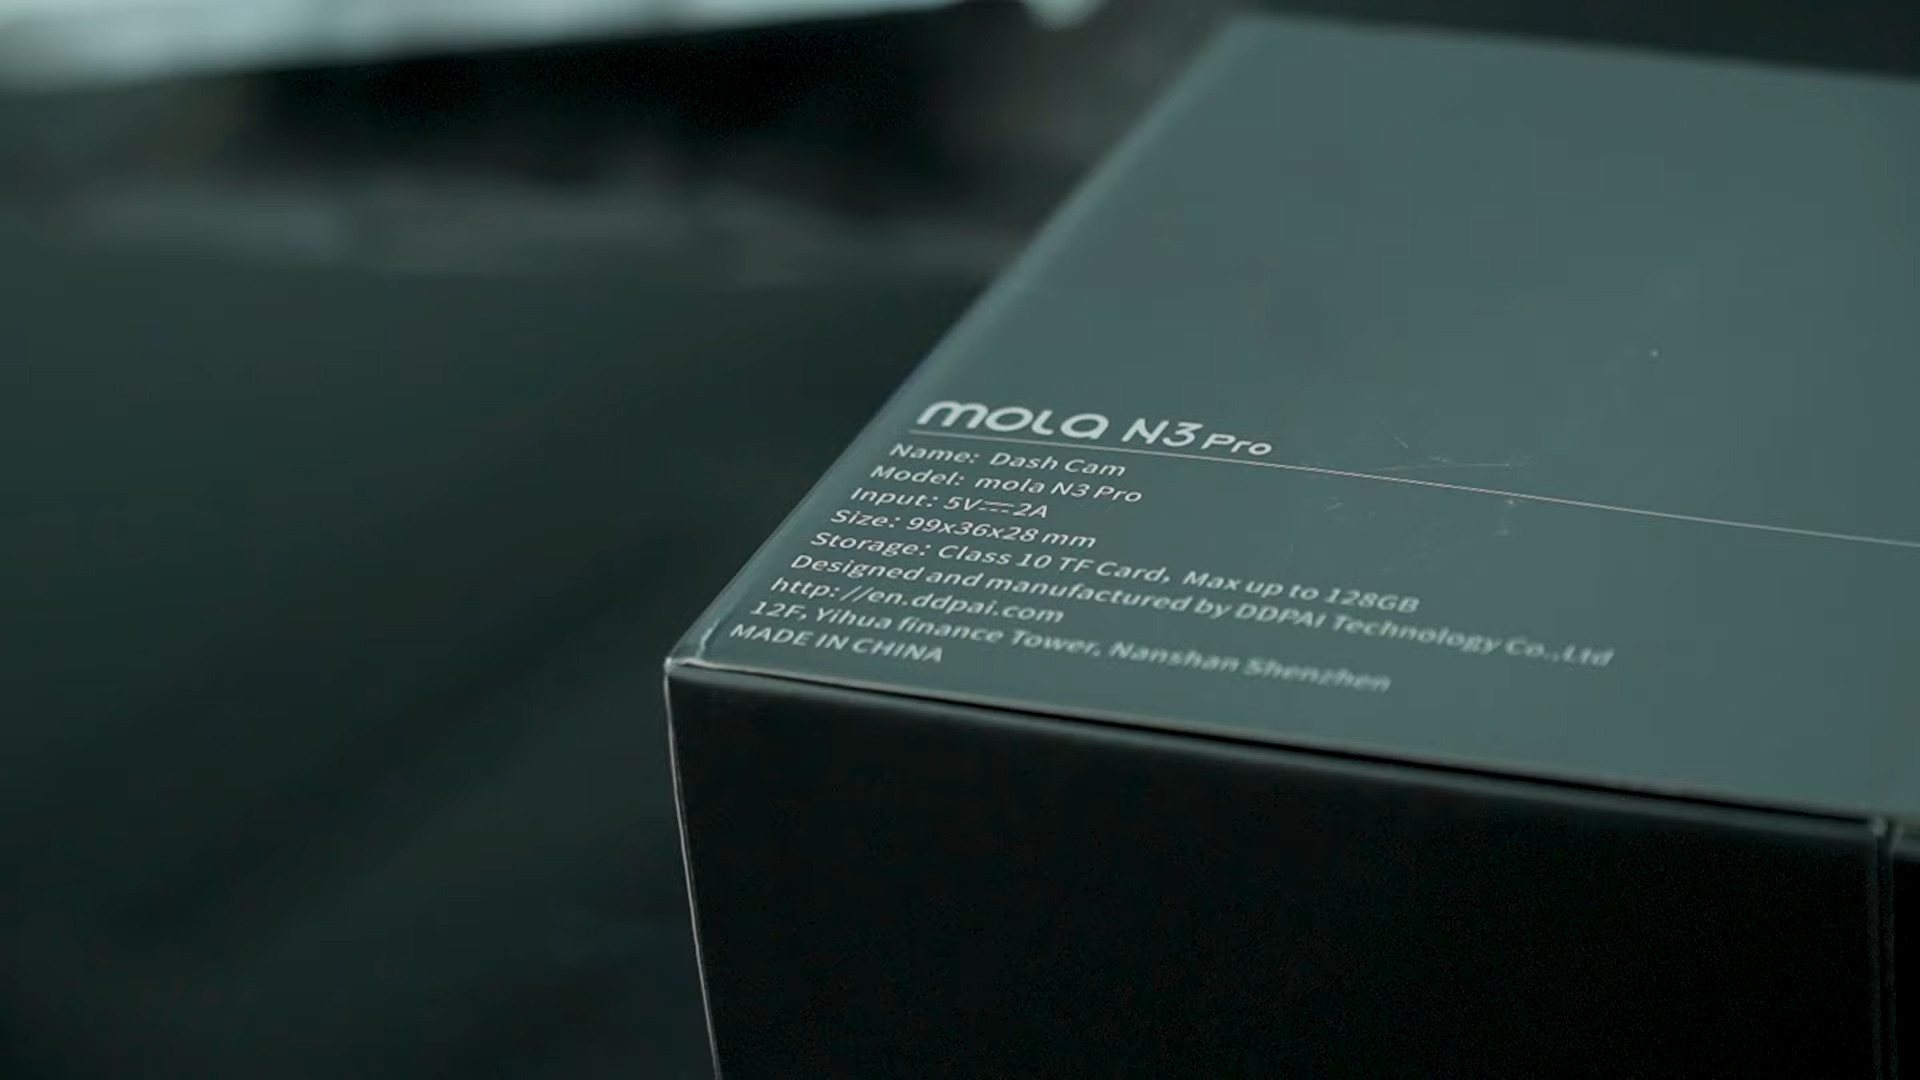 mola N3 Pro
Name: Dash Cam
Model: mola N3 Pro
Input: 5V⎓2A
Size: 99x36x28 mm
Storage: Class 10 TF Card, Max up to 128GB
Designed and manufactured by DDPAI Technology Co.,Ltd
http://en.ddpai.com
12F, Yihua finance Tower, Nanshan Shenzhen
MADE IN CHINA